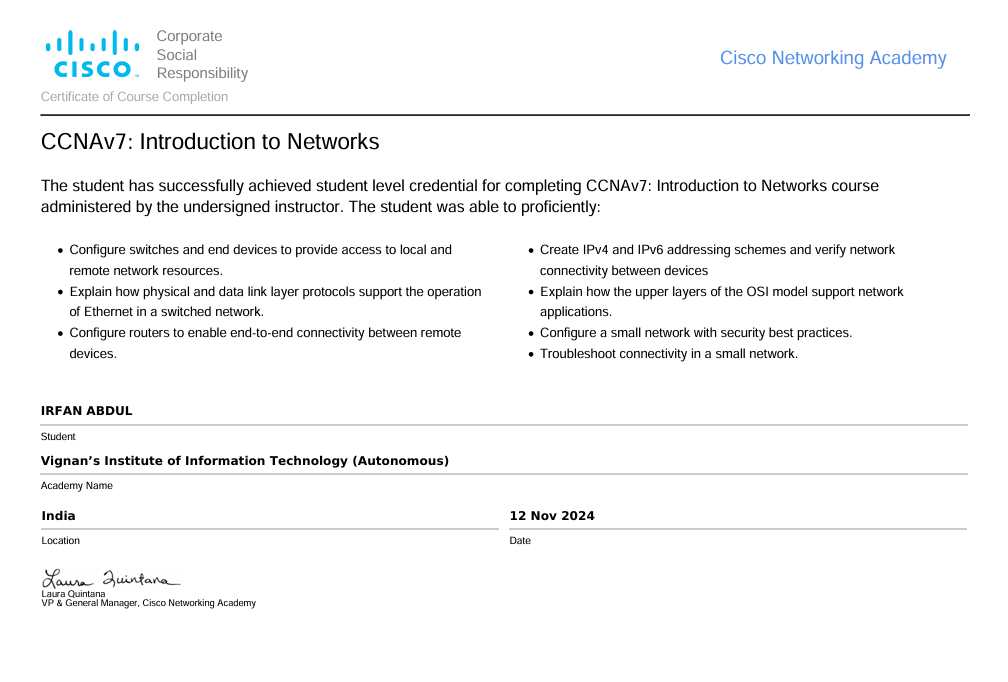 CISCO
Corporate
Social
Responsibility
Cisco Networking Academy
Certificate of Course Completion
CCNAv7: Introduction to Networks
The student has successfully achieved student level credential for completing CCNAv7: Introduction to Networks course
administered by the undersigned instructor. The student was able to proficiently:
• Configure switches and end devices to provide access to local and
remote network resources.
• Explain how physical and data link layer protocols support the operation
of Ethernet in a switched network.
• Configure routers to enable end-to-end connectivity between remote
devices.
• Create IPv4 and IPv6 addressing schemes and verify network
connectivity between devices
• Explain how the upper layers of the OSI model support network
applications.
• Configure a small network with security best practices.
• Troubleshoot connectivity in a small network.
IRFAN ABDUL
Student
Vignan’s Institute of Information Technology (Autonomous)
Academy Name
India
Location
12 Nov 2024
Date
Laura Quintana
Laura Quintana
VP & General Manager, Cisco Networking Academy